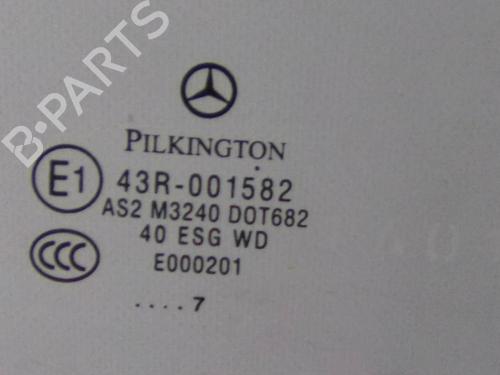 B-PARTS
PILKINGTON
E1 43R-001582
AS2 M3240 DOT682
CCC 40 ESG WD
E000201
....7